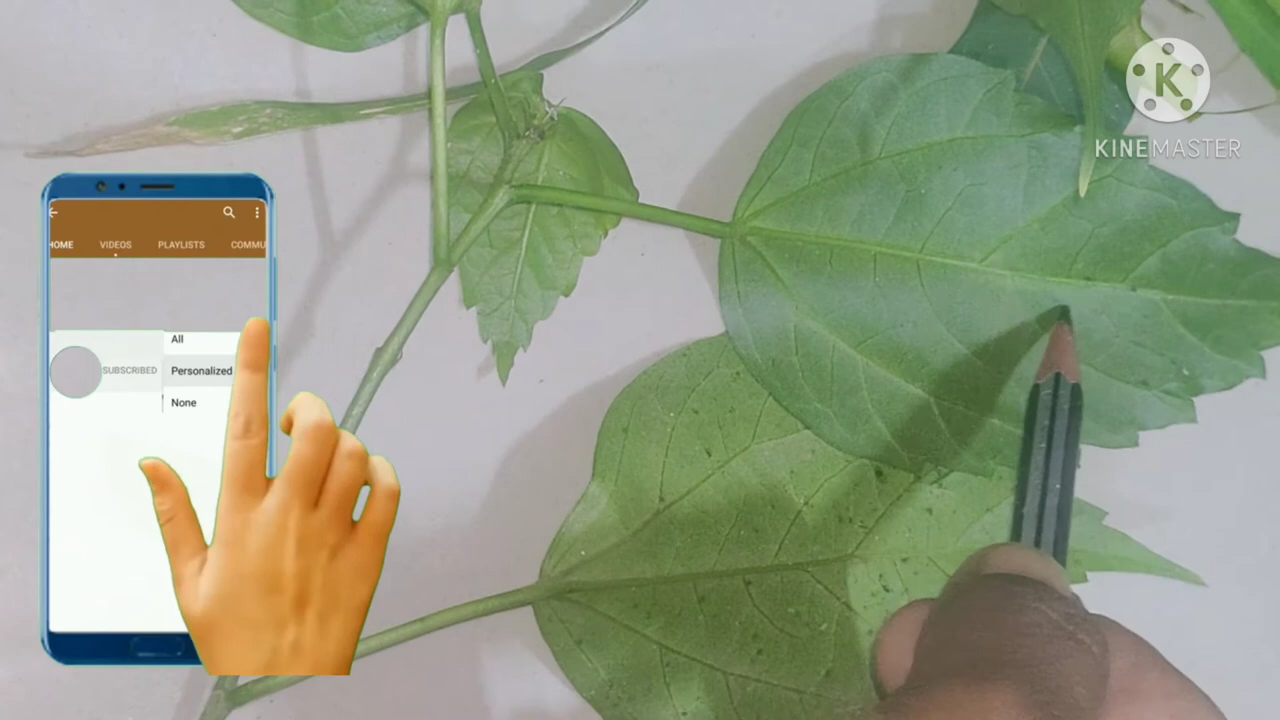 K
KINEMASTER
HOME
VIDEOS
PLAYLISTS
COMMU
All
SUBSCRIBED
Personalized
None